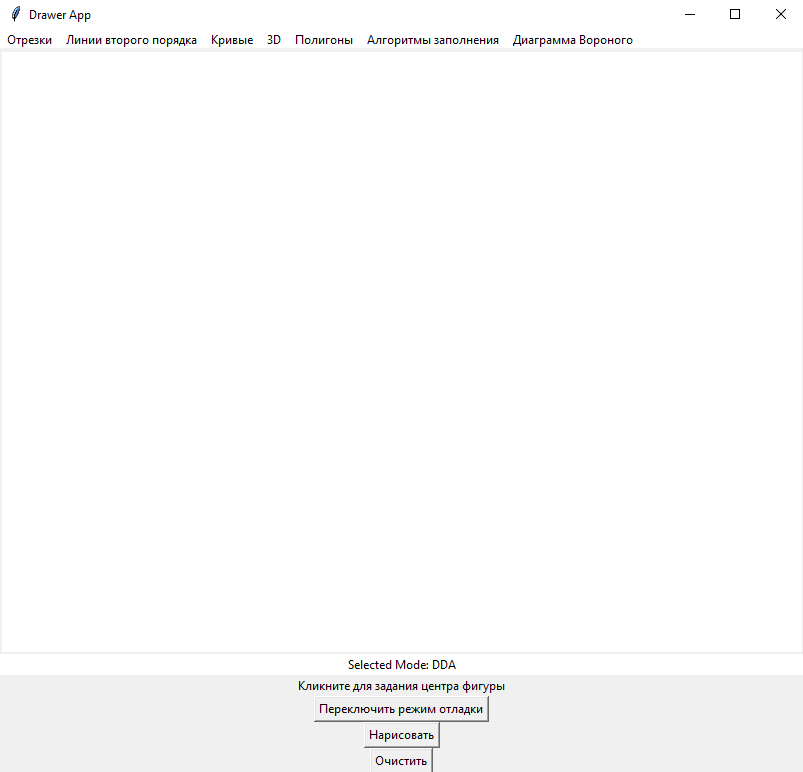 Drawer App
Отрезки Линии второго порядка Кривые 3D Полигоны Алгоритмы заполнения Диаграмма Вороного
Selected Mode: DDA
Кликните для задания центра фигуры
Переключить режим отладки
Нарисовать
Очистить